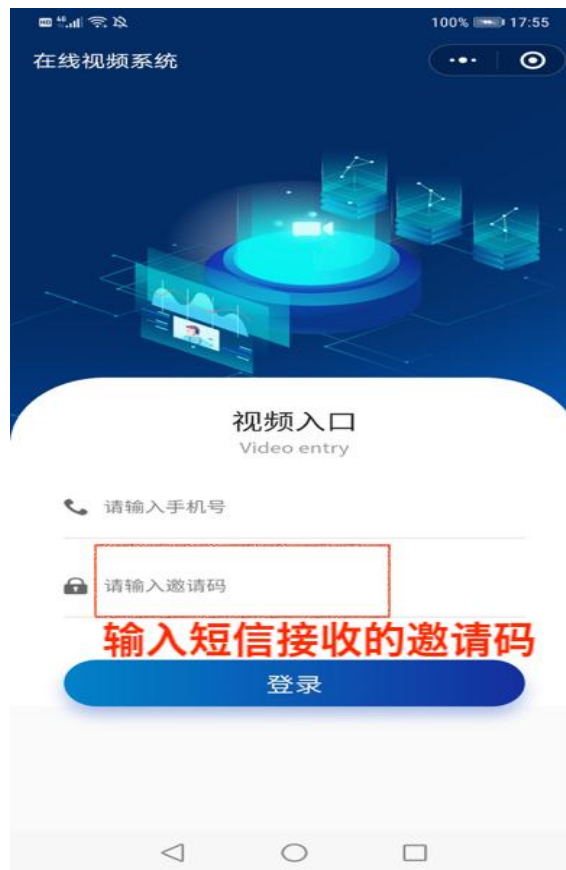 HD 46 100% 17:55
在线视频系统
视频入口
Video entry
请输入手机号
请输入邀请码
输入短信接收的邀请码
登录